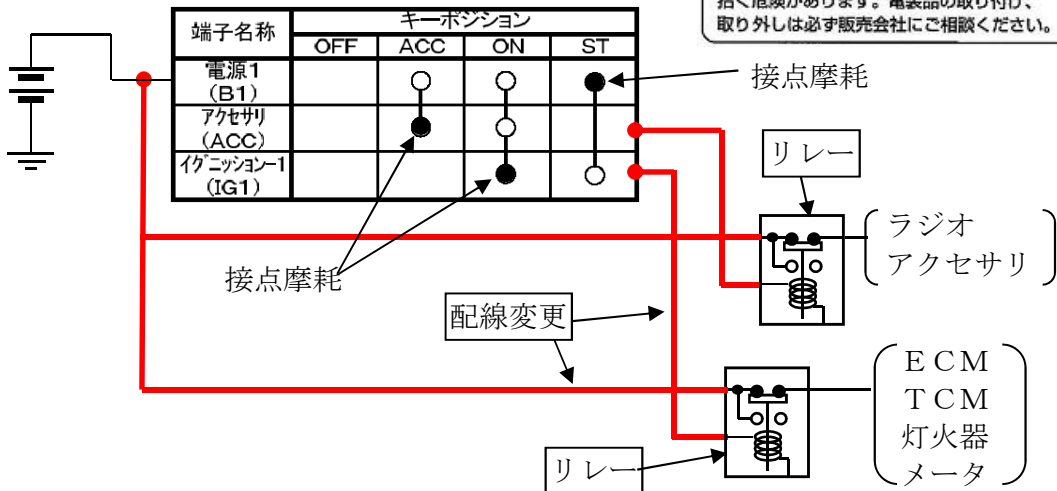 招く危険があります。電装品の取り付け、
取り外しは必ず販売会社にご相談ください。
端子名称
キーポジション
OFF ACC ON ST
電源1
(B1)
アクセサリ
(ACC)
イグニッション-1
(IG1)
接点摩耗
リレー
ラジオ
アクセサリ
接点摩耗
配線変更
ECM
TCM
灯火器
メータ
リレー